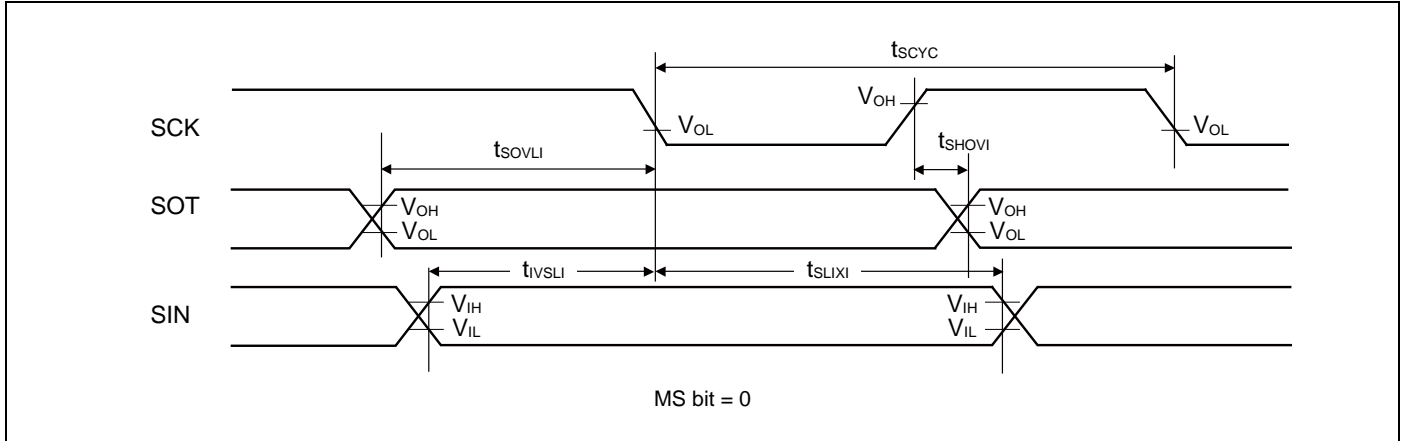 tSCYC
VOH
SCK
VOL
VOL
tSHOVI
tSOVLI
SOT
VOH
VOL
VOH
VOL
tIVSLI
tSLIXI
SIN
VIH
VIL
VIH
VIL
MS bit = 0